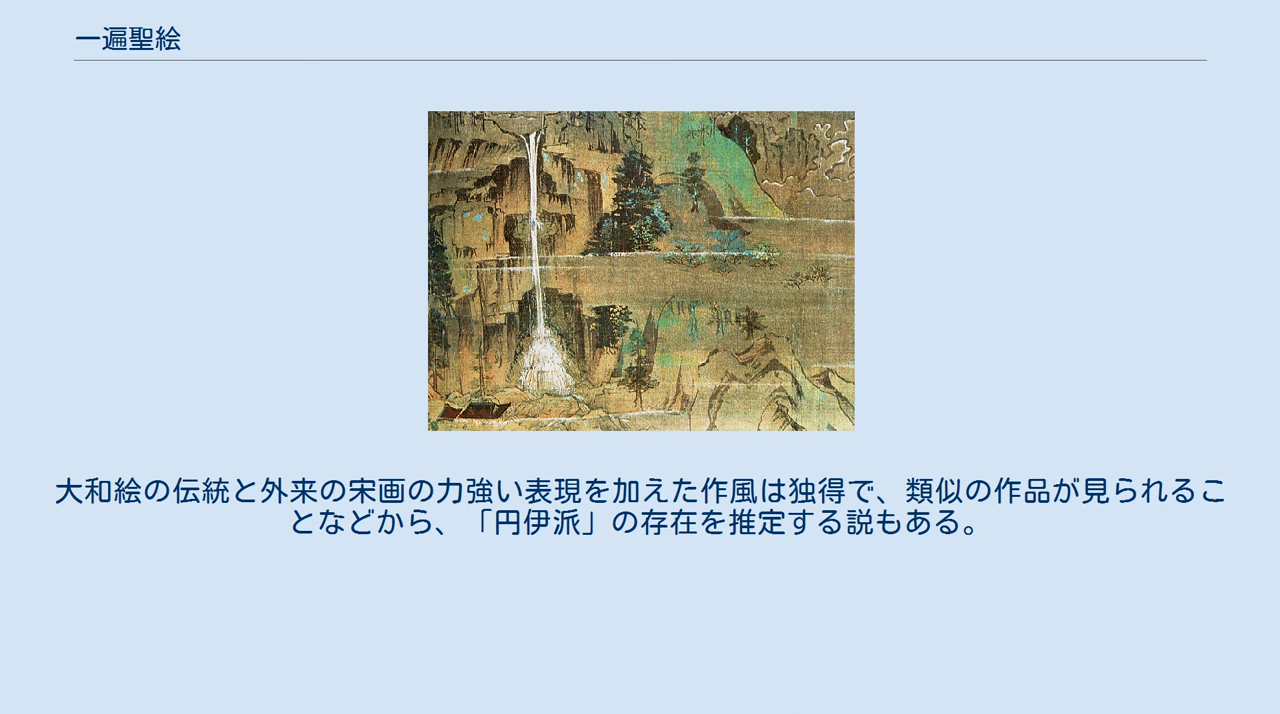 一遍聖絵
大和絵の伝統と外来の宋画の力強い表現を加えた作風は独得で、類似の作品が見られるこ
となどから、「円伊派」の存在を推定する説もある。